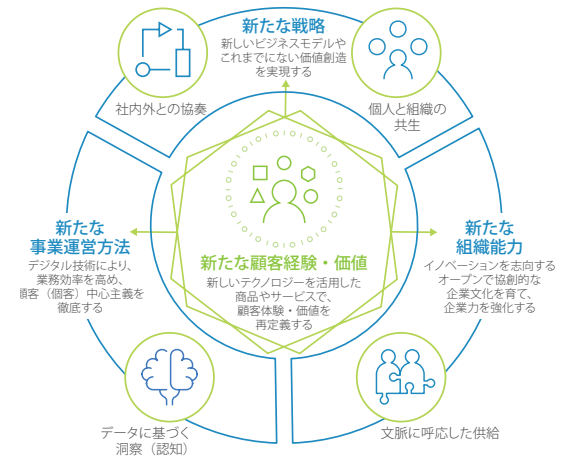 新たな戦略
新しいビジネスモデルや
これまでにない価値創造
を実現する
社内外との協奏
個人と組織の
共生
新たな
事業運営方法
デジタル技術により、
業務効率を高め、
顧客（個客）中心主義を
徹底する
新たな顧客経験・価値
新しいテクノロジーを活用した
商品やサービスで、
顧客体験・価値を
再定義する
新たな
組織能力
イノベーションを志向する
オープンで協創的な
企業文化を育て、
企業力を強化する
データに基づく
洞察（認知）
文脈に呼応した供給